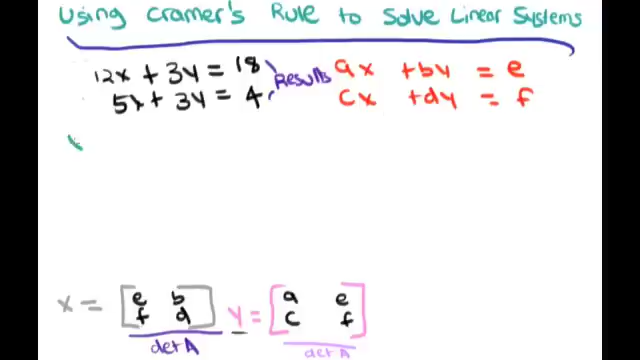 Using Cramer's Rule to Solve Linear Systems
12x + 3y = 18 Results ax + by = e
5x + 3y = 4 cx + dy = f
x = [e b y = [a e
f d] c f]
det A det A